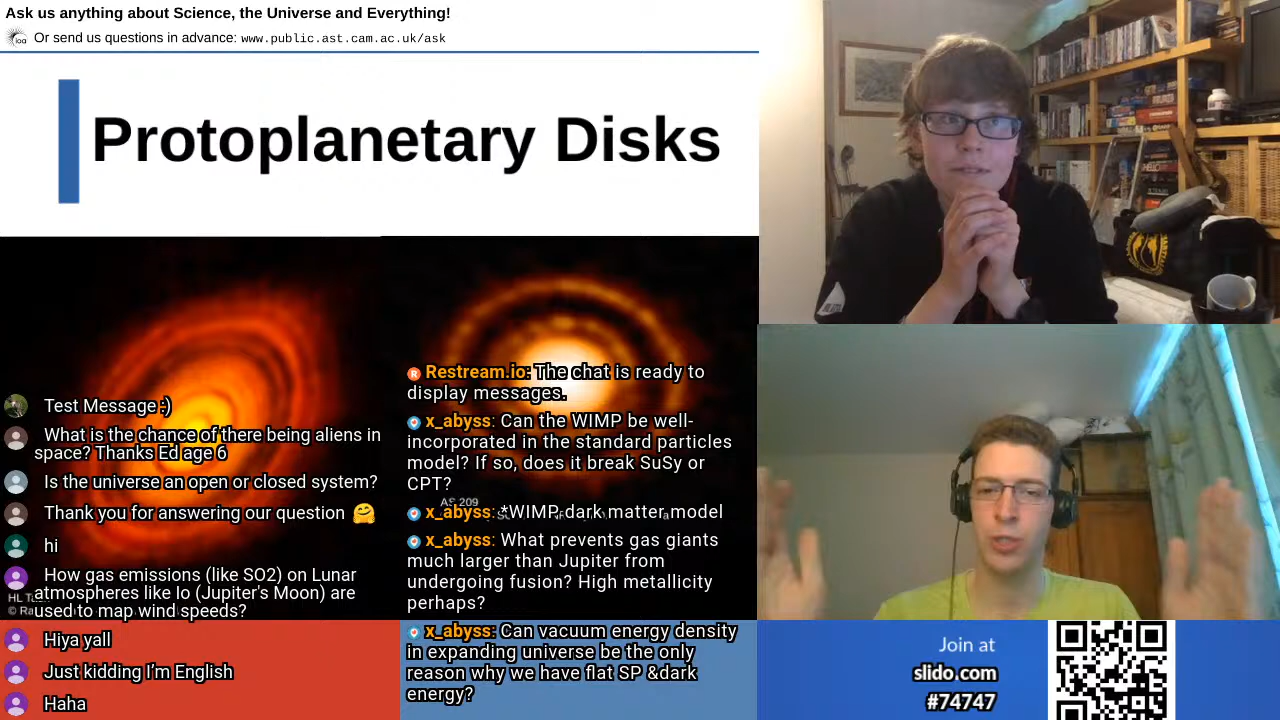 Ask us anything about Science, the Universe and Everything!
Or send us questions in advance: www.public.ast.cam.ac.uk/ask
Protoplanetary Disks
Test Message :)
What is the chance of there being aliens in
space? Thanks Ed age 6
Is the universe an open or closed system?
Thank you for answering our question 🤗
hi
How gas emissions (like SO2) on Lunar
atmospheres like Io (Jupiter's Moon) are
used to map wind speeds?
Hiya yall
Just kidding I'm English
Haha
HL
© Ra
Restream.io: The chat is ready to
display messages.
x_abyss: Can the WIMP be well-
incorporated in the standard particles
model? If so, does it break SuSy or
CPT?
AS 209
x_abyss: *WIMP dark matter model
x_abyss: What prevents gas giants
much larger than Jupiter from
undergoing fusion? High metallicity
perhaps?
x_abyss: Can vacuum energy density
in expanding universe be the only
reason why we have flat SP &dark
energy?
Join at
slido.com
#74747